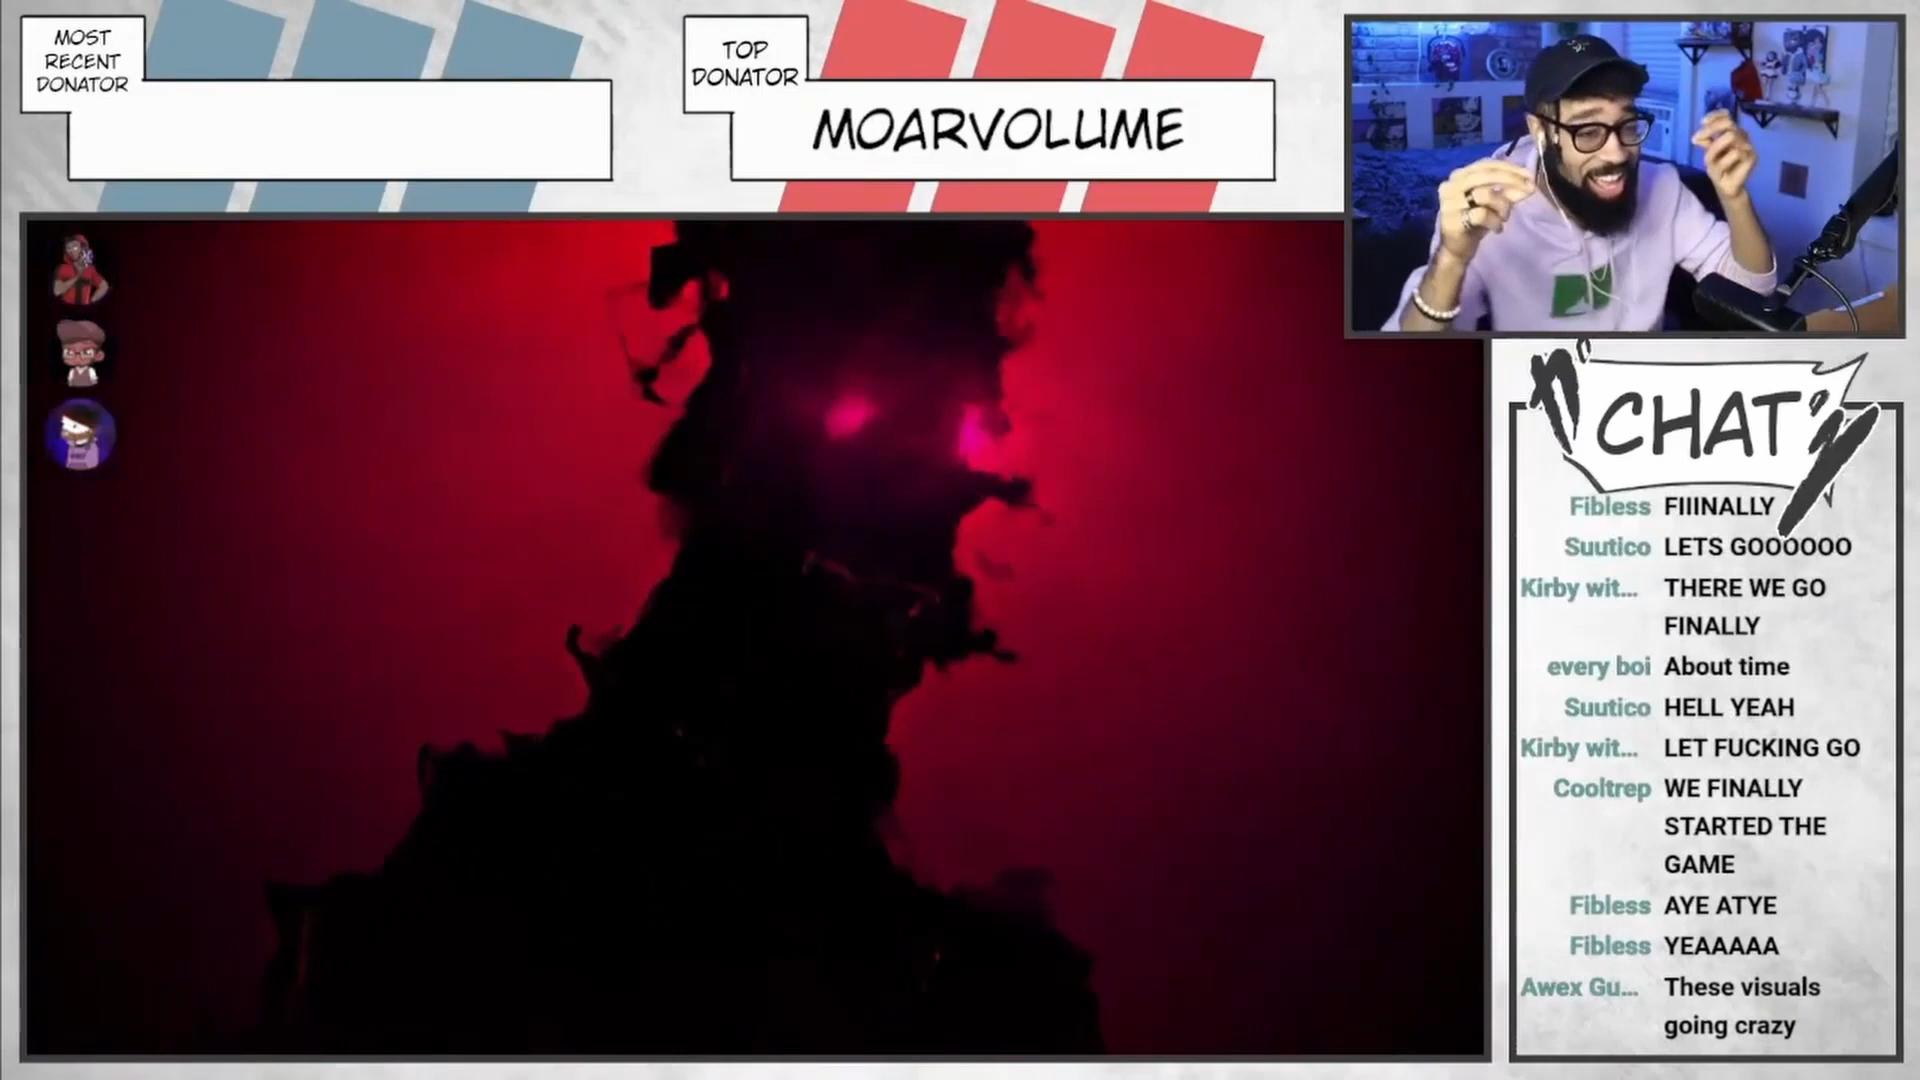 MOST
RECENT
DONATOR
TOP
DONATOR
MOARVOLUME
CHAT
Fibless FIIINALLY
Suutico LETS GOOOOOO
Kirby wit... THERE WE GO
FINALLY
every boi About time
Suutico HELL YEAH
Kirby wit... LET FUCKING GO
Cooltrep WE FINALLY
STARTED THE
GAME
Fibless AYE ATYE
Fibless YEAAAAA
Awex Gu... These visuals
going crazy